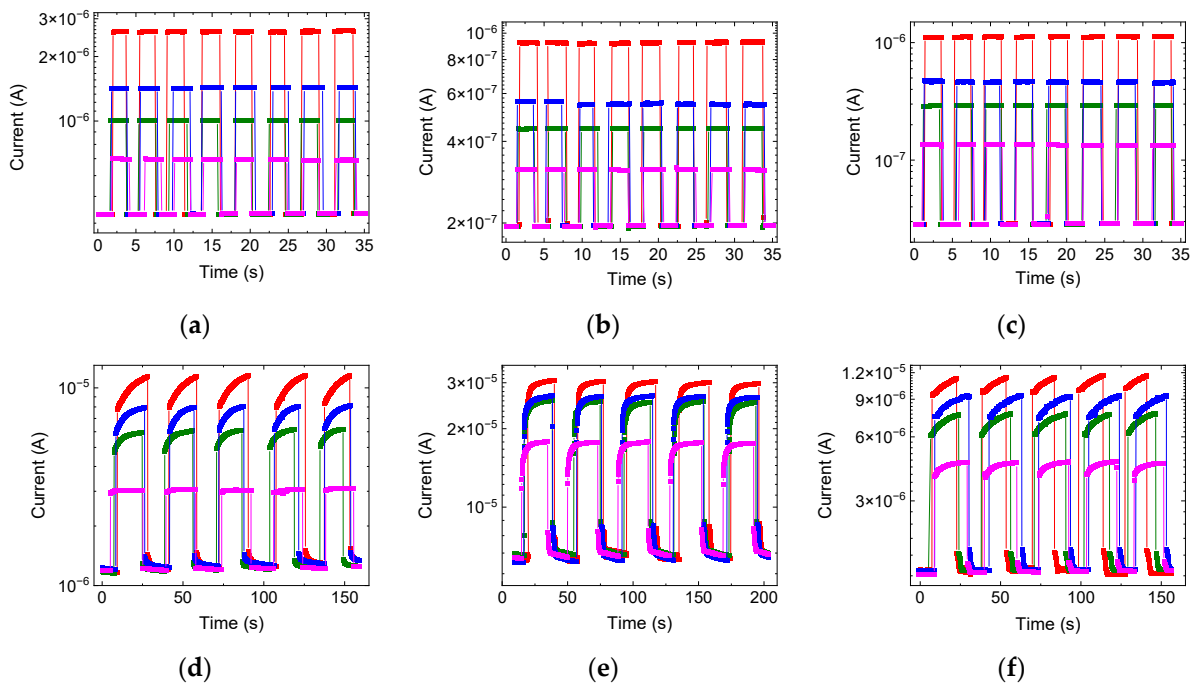 3×10⁻⁶
10⁻⁶
Current (A)
0 5 10 15 20 25 30 35
Time (s)
(a)
10⁻⁶
8×10⁻⁷
6×10⁻⁷
4×10⁻⁷
2×10⁻⁷
Current (A)
0 5 10 15 20 25 30 35
Time (s)
(b)
10⁻⁶
10⁻⁷
Current (A)
0 5 10 15 20 25 30 35
Time (s)
(c)
10⁻⁵
10⁻⁶
Current (A)
0 50 100 150
Time (s)
(d)
3×10⁻⁵
2×10⁻⁵
10⁻⁵
Current (A)
0 50 100 150 200
Time (s)
(e)
1.2×10⁻⁵
9×10⁻⁶
6×10⁻⁶
3×10⁻⁶
Current (A)
0 50 100 150
Time (s)
(f)